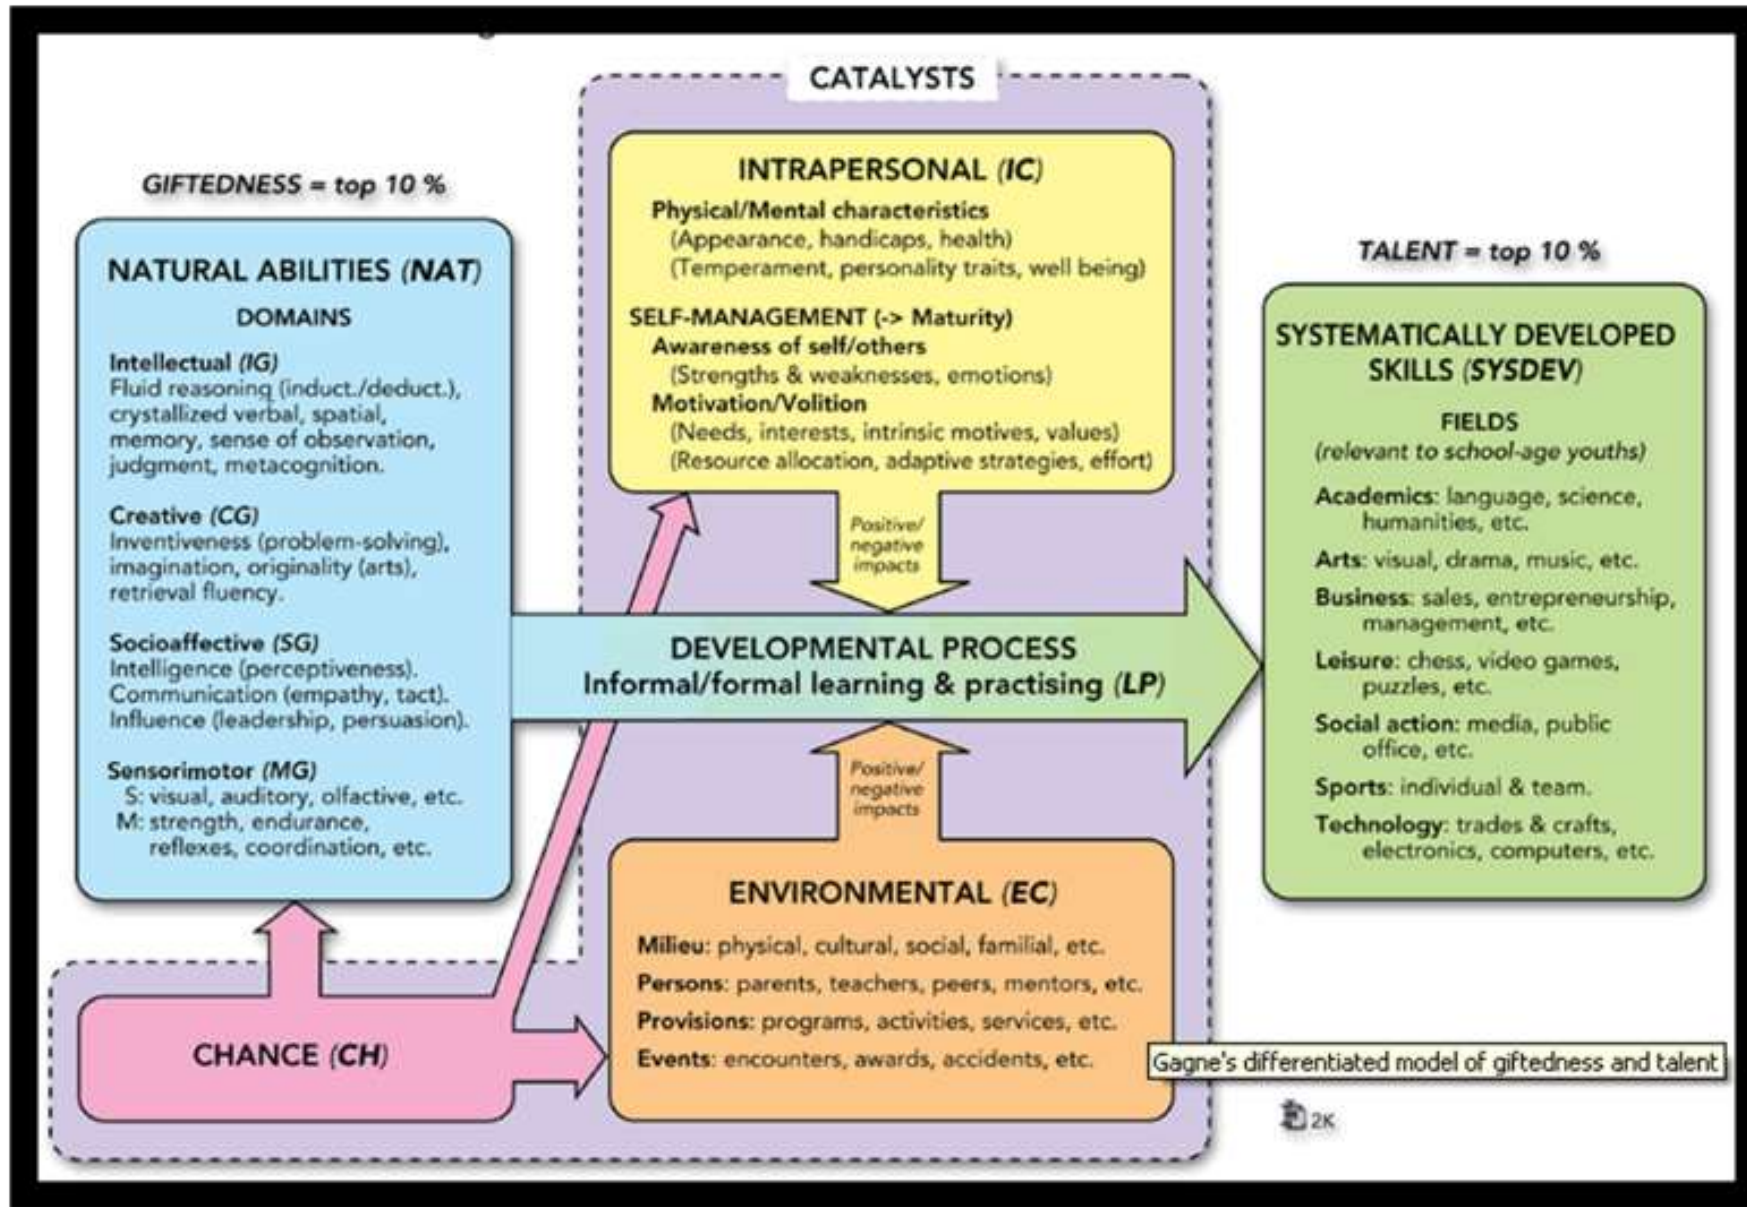 CATALYSTS
GIFTEDNESS = top 10 %
NATURAL ABILITIES (NAT)
DOMAINS
Intellectual (IG)
Fluid reasoning (induct./deduct.),
crystallized verbal, spatial,
memory, sense of observation,
judgment, metacognition.
Creative (CG)
Inventiveness (problem-solving),
imagination, originality (arts),
retrieval fluency.
Socioaffective (SG)
Intelligence (perceptiveness).
Communication (empathy, tact).
Influence (leadership, persuasion).
Sensorimotor (MG)
S: visual, auditory, olfactive, etc.
M: strength, endurance,
reflexes, coordination, etc.
CHANCE (CH)
INTRAPERSONAL (IC)
Physical/Mental characteristics
(Appearance, handicaps, health)
(Temperament, personality traits, well being)
SELF-MANAGEMENT (-> Maturity)
Awareness of self/others
(Strengths & weaknesses, emotions)
Motivation/Volition
(Needs, interests, intrinsic motives, values)
(Resource allocation, adaptive strategies, effort)
Positive/
negative
impacts
DEVELOPMENTAL PROCESS
Informal/formal learning & practising (LP)
Positive/
negative
impacts
ENVIRONMENTAL (EC)
Milieu: physical, cultural, social, familial, etc.
Persons: parents, teachers, peers, mentors, etc.
Provisions: programs, activities, services, etc.
Events: encounters, awards, accidents, etc.
TALENT = top 10 %
SYSTEMATICALLY DEVELOPED
SKILLS (SYSDEV)
FIELDS
(relevant to school-age youths)
Academics: language, science,
humanities, etc.
Arts: visual, drama, music, etc.
Business: sales, entrepreneurship,
management, etc.
Leisure: chess, video games,
puzzles, etc.
Social action: media, public
office, etc.
Sports: individual & team.
Technology: trades & crafts,
electronics, computers, etc.
Gagne's differentiated model of giftedness and talent
2K